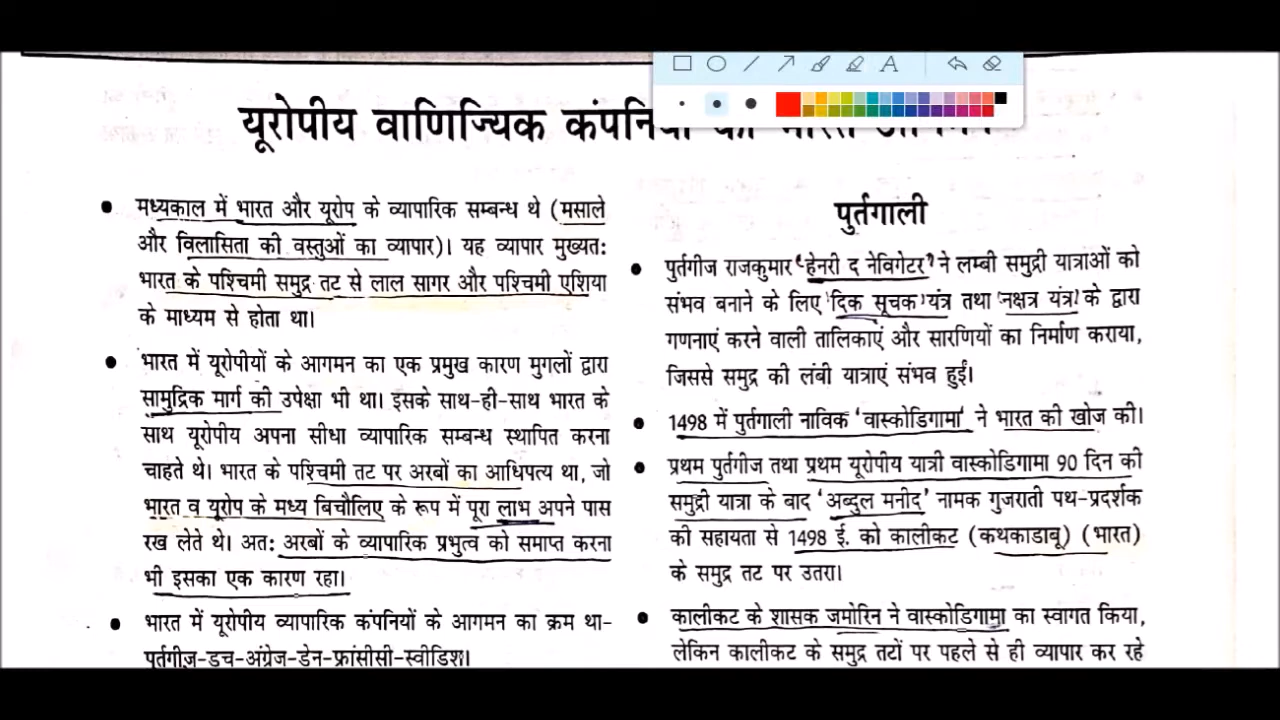 यूरोपीय वाणिज्यिक
मध्यकाल में भारत और यूरोप के व्यापारिक सम्बन्ध थे (मसाले
और विलासिता की वस्तुओं का व्यापार)। यह व्यापार मुख्यत:
भारत के पश्चिमी समुद्र तट से लाल सागर और पश्चिमी एशिया
के माध्यम से होता था।
भारत में यूरोपीयों के आगमन का एक प्रमुख कारण मुगलों द्वारा
सामुद्रिक मार्ग की उपेक्षा भी था। इसके साथ-ही-साथ भारत के
साथ यूरोपीय अपना सीधा व्यापारिक सम्बन्ध स्थापित करना
चाहते थे। भारत के पश्चिमी तट पर अरबों का आधिपत्य था, जो
भारत व यूरोप के मध्य बिचौलिए के रूप में पूरा लाभ अपने पास
रख लेते थे। अत: अरबों के व्यापारिक प्रभुत्व को समाप्त करना
भी इसका एक कारण रहा।
भारत में यूरोपीय व्यापारिक कंपनियों के आगमन का क्रम था-
पुर्तगीज-डच-अंग्रेज-डेन-फ्रांसीसी-स्वीडिश।
पुर्तगाली
पुर्तगीज राजकुमार 'हेनरी द नेविगेटर' ने लम्बी समुद्री यात्राओं को
संभव बनाने के लिए 'दिक सूचक' यंत्र तथा 'नक्षत्र यंत्र' के द्वारा
गणनाएं करने वाली तालिकाएं और सारणियों का निर्माण कराया,
जिससे समुद्र की लंबी यात्राएं संभव हुईं।
1498 में पुर्तगाली नाविक 'वास्कोडिगामा' ने भारत की खोज की।
प्रथम पुर्तगीज तथा प्रथम यूरोपीय यात्री वास्कोडिगामा 90 दिन की
समुद्री यात्रा के बाद 'अब्दुल मनीद' नामक गुजराती पथ-प्रदर्शक
की सहायता से 1498 ई. को कालीकट (कथकाडाबू) (भारत)
के समुद्र तट पर उतरा।
कालीकट के शासक जमोरिन ने वास्कोडिगामा का स्वागत किया,
लेकिन कालीकट के समुद्र तटों पर पहले से ही व्यापार कर रहे